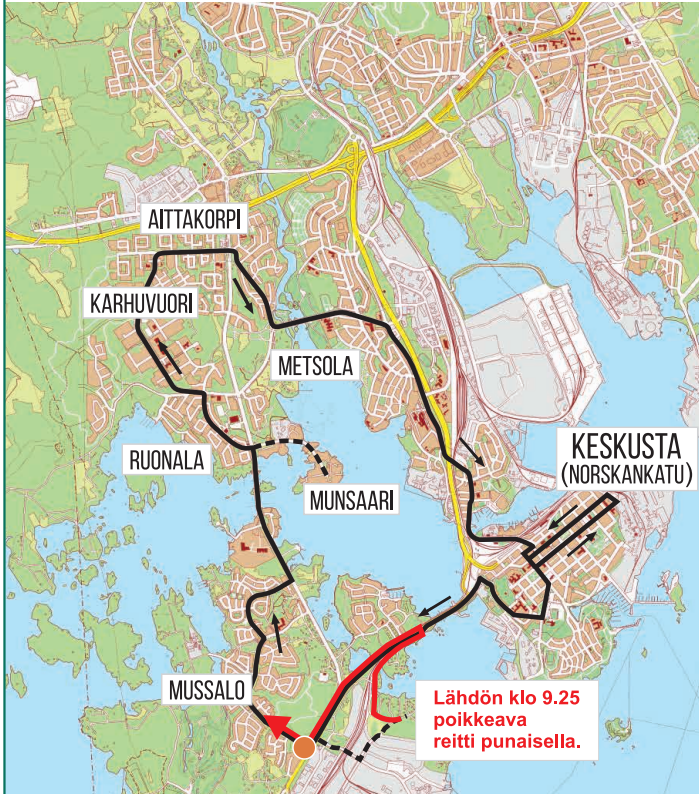 AITTAKORPI
KARHUVUORI
METSOLA
RUONALA
MUNSAARI
KESKUSTA
(NORSKANKATU)
MUSSALO
Lähdön klo 9.25
poikkeava
reitti punaisella.